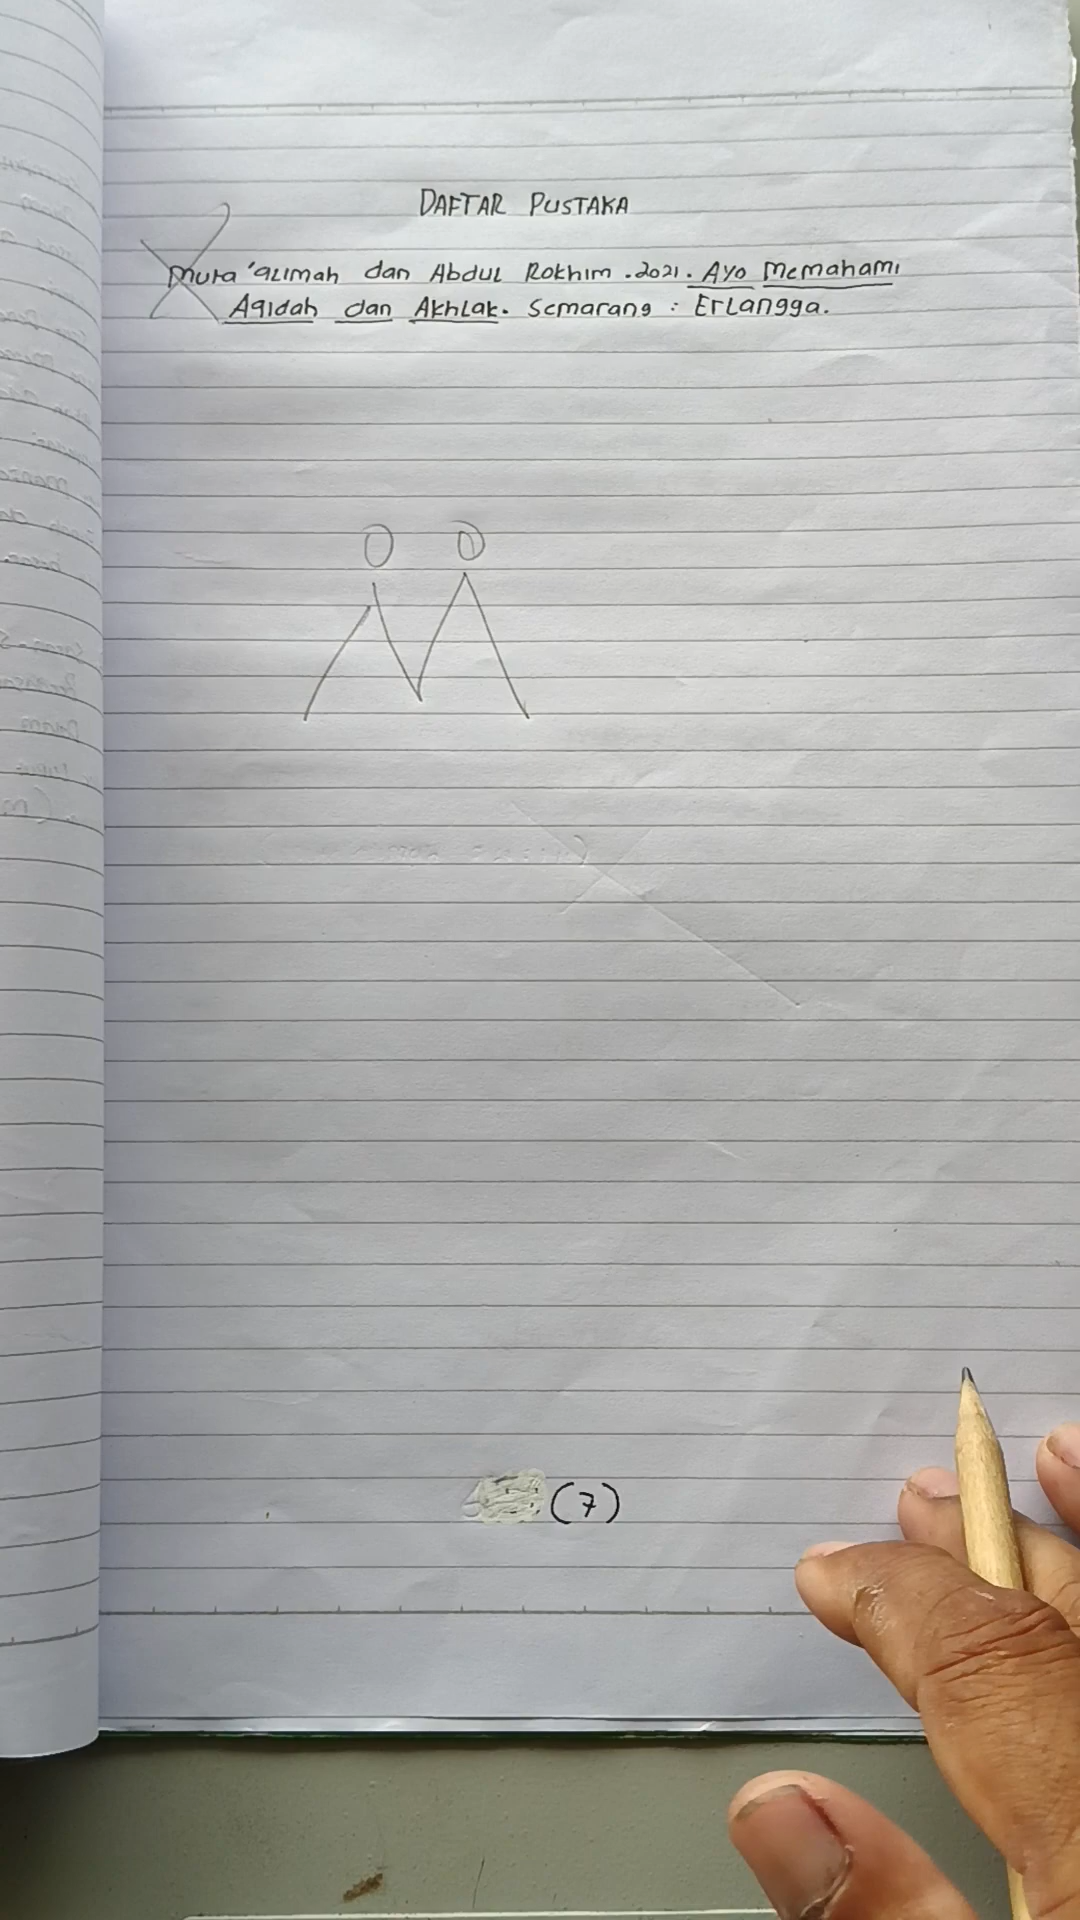 DAFTAR PUSTAKA
Mura'alimah dan Abdul Rokhim . 2021. Ayo Memahami
Aqidah dan Akhlak. Semarang : Erlangga.
(7)